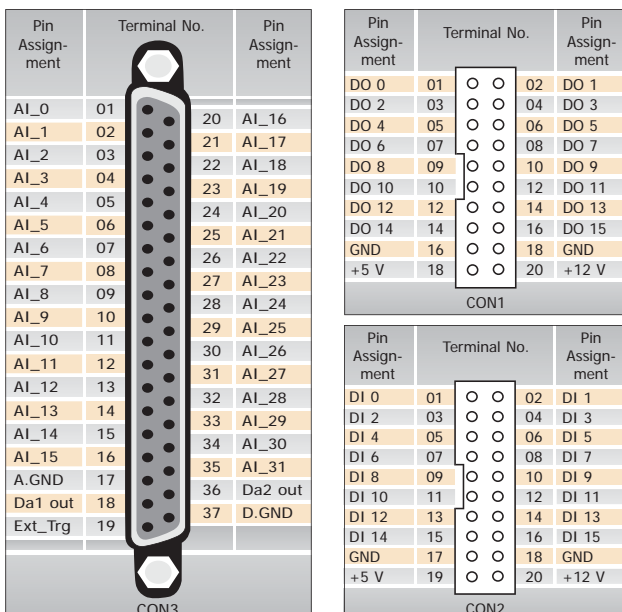 Pin Assign- ment Terminal No. Pin Assign- ment
AI_0 01
AI_1 02
AI_2 03
AI_3 04
AI_4 05
AI_5 06
AI_6 07
AI_7 08
AI_8 09
AI_9 10
AI_10 11
AI_11 12
AI_12 13
AI_13 14
AI_14 15
AI_15 16
A.GND 17
Da1 out 18
Ext_Trg 19
20 AI_16
21 AI_17
22 AI_18
23 AI_19
24 AI_20
25 AI_21
26 AI_22
27 AI_23
28 AI_24
29 AI_25
30 AI_26
31 AI_27
32 AI_28
33 AI_29
34 AI_30
35 AI_31
36 Da2 out
37 D.GND
CON3
Pin Assign- ment Terminal No. Pin Assign- ment
DO 0 01 02 DO 1
DO 2 03 04 DO 3
DO 4 05 06 DO 5
DO 6 07 08 DO 7
DO 8 09 10 DO 9
DO 10 10 12 DO 11
DO 12 12 14 DO 13
DO 14 14 16 DO 15
GND 16 18 GND
+5 V 18 20 +12 V
CON1
Pin Assign- ment Terminal No. Pin Assign- ment
DI 0 01 02 DI 1
DI 2 03 04 DI 3
DI 4 05 06 DI 5
DI 6 07 08 DI 7
DI 8 09 10 DI 9
DI 10 11 12 DI 11
DI 12 13 14 DI 13
DI 14 15 16 DI 15
GND 17 18 GND
+5 V 19 20 +12 V
CON2